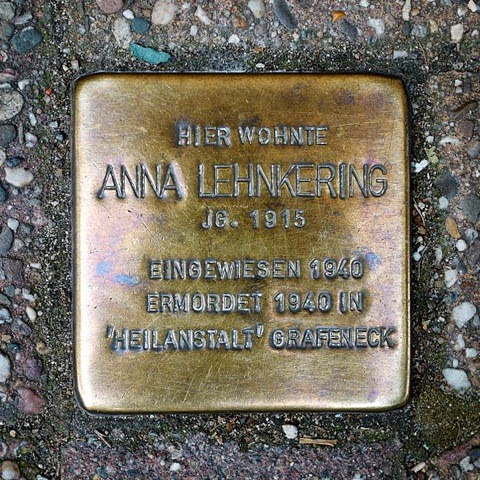 HIER WOHNTE
ANNA LEHNKERING
JG. 1915
EINGEWIESEN 1940
ERMORDET 1940 IN
'HEILANSTALT' GRAFENECK